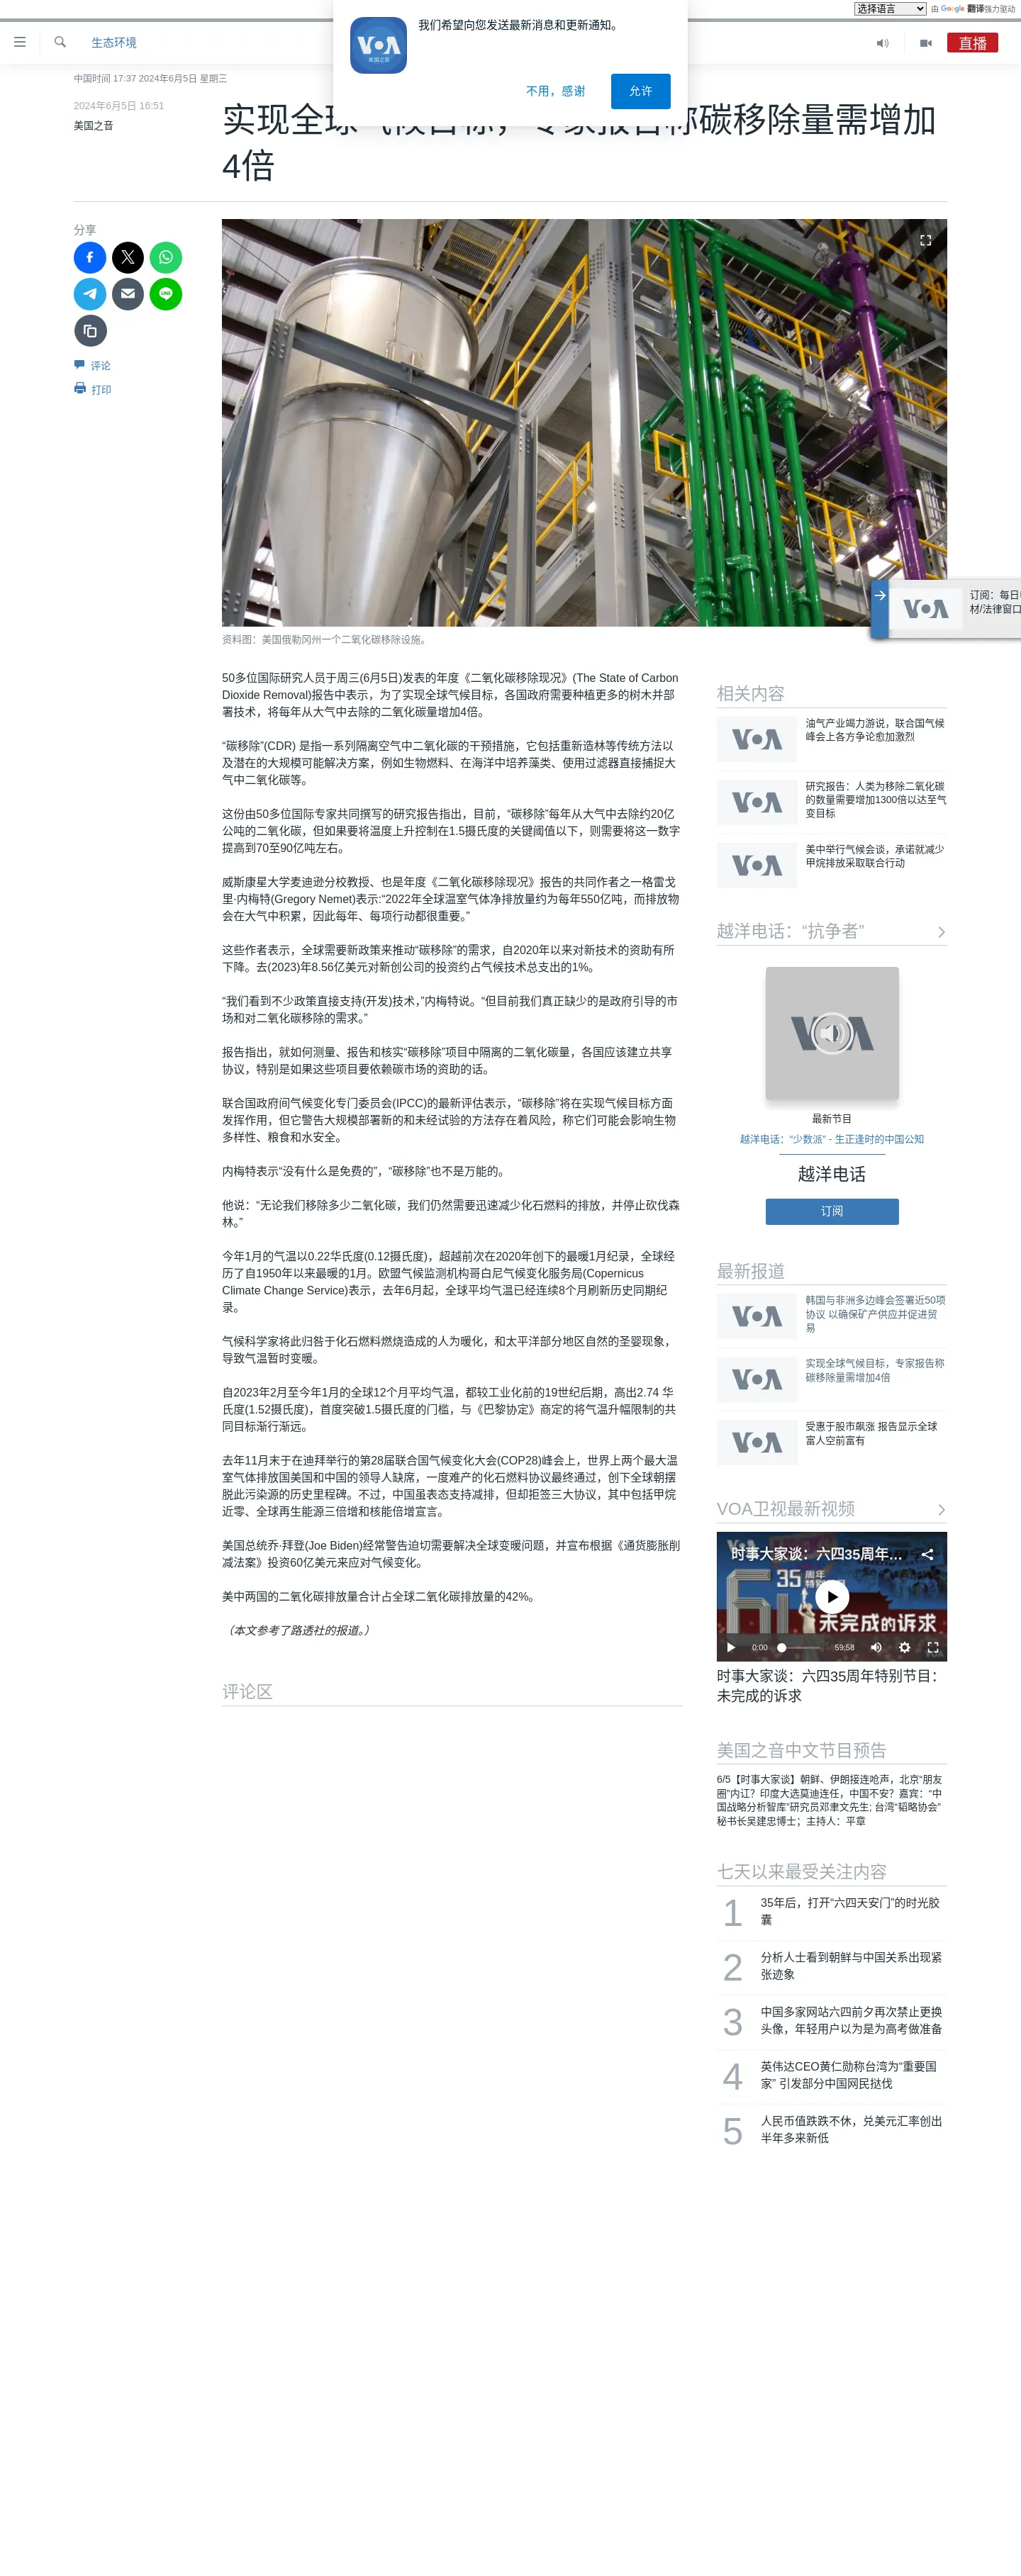 选择语言
由 Google 翻译强力驱动
我们希望向您发送最新消息和更新通知。
不用，感谢
允许
生态环境
直播
中国时间 17:37 2024年6月5日 星期三
2024年6月5日 16:51
美国之音
实现全球气候目标，专家报告称碳移除量需增加
4倍
分享
评论
打印
资料图：美国俄勒冈州一个二氧化碳移除设施。
订阅：每日电
材/法律窗口
50多位国际研究人员于周三(6月5日)发表的年度《二氧化碳移除现况》(The State of Carbon
Dioxide Removal)报告中表示，为了实现全球气候目标，各国政府需要种植更多的树木并部
署技术，将每年从大气中去除的二氧化碳量增加4倍。
“碳移除”(CDR) 是指一系列隔离空气中二氧化碳的干预措施，它包括重新造林等传统方法以
及潜在的大规模可能解决方案，例如生物燃料、在海洋中培养藻类、使用过滤器直接捕捉大
气中二氧化碳等。
这份由50多位国际专家共同撰写的研究报告指出，目前，“碳移除”每年从大气中去除约20亿
公吨的二氧化碳，但如果要将温度上升控制在1.5摄氏度的关键阈值以下，则需要将这一数字
提高到70至90亿吨左右。
威斯康星大学麦迪逊分校教授、也是年度《二氧化碳移除现况》报告的共同作者之一格雷戈
里·内梅特(Gregory Nemet)表示:“2022年全球温室气体净排放量约为每年550亿吨，而排放物
会在大气中积累，因此每年、每项行动都很重要。”
这些作者表示，全球需要新政策来推动“碳移除”的需求，自2020年以来对新技术的资助有所
下降。去(2023)年8.56亿美元对新创公司的投资约占气候技术总支出的1%。
“我们看到不少政策直接支持(开发)技术，”内梅特说。“但目前我们真正缺少的是政府引导的市
场和对二氧化碳移除的需求。”
报告指出，就如何测量、报告和核实“碳移除”项目中隔离的二氧化碳量，各国应该建立共享
协议，特别是如果这些项目要依赖碳市场的资助的话。
联合国政府间气候变化专门委员会(IPCC)的最新评估表示，“碳移除”将在实现气候目标方面
发挥作用，但它警告大规模部署新的和未经试验的方法存在着风险，称它们可能会影响生物
多样性、粮食和水安全。
内梅特表示“没有什么是免费的”，“碳移除”也不是万能的。
他说：“无论我们移除多少二氧化碳，我们仍然需要迅速减少化石燃料的排放，并停止砍伐森
林。”
今年1月的气温以0.22华氏度(0.12摄氏度)，超越前次在2020年创下的最暖1月纪录，全球经
历了自1950年以来最暖的1月。欧盟气候监测机构哥白尼气候变化服务局(Copernicus
Climate Change Service)表示，去年6月起，全球平均气温已经连续8个月刷新历史同期纪
录。
气候科学家将此归咎于化石燃料燃烧造成的人为暖化，和太平洋部分地区自然的圣婴现象，
导致气温暂时变暖。
自2023年2月至今年1月的全球12个月平均气温，都较工业化前的19世纪后期，高出2.74 华
氏度(1.52摄氏度)，首度突破1.5摄氏度的门槛，与《巴黎协定》商定的将气温升幅限制的共
同目标渐行渐远。
去年11月末于在迪拜举行的第28届联合国气候变化大会(COP28)峰会上，世界上两个最大温
室气体排放国美国和中国的领导人缺席，一度难产的化石燃料协议最终通过，创下全球朝摆
脱此污染源的历史里程碑。不过，中国虽表态支持减排，但却拒签三大协议，其中包括甲烷
近零、全球再生能源三倍增和核能倍增宣言。
美国总统乔·拜登(Joe Biden)经常警告迫切需要解决全球变暖问题，并宣布根据《通货膨胀削
减法案》投资60亿美元来应对气候变化。
美中两国的二氧化碳排放量合计占全球二氧化碳排放量的42%。
（本文参考了路透社的报道。）
评论区
相关内容
油气产业竭力游说，联合国气候
峰会上各方争论愈加激烈
研究报告：人类为移除二氧化碳
的数量需要增加1300倍以达至气
变目标
美中举行气候会谈，承诺就减少
甲烷排放采取联合行动
越洋电话：“抗争者”
最新节目
越洋电话：“少数派” - 生正逢时的中国公知
越洋电话
订阅
最新报道
韩国与非洲多边峰会签署近50项
协议 以确保矿产供应并促进贸
易
实现全球气候目标，专家报告称
碳移除量需增加4倍
受惠于股市飙涨 报告显示全球
富人空前富有
VOA卫视最新视频
时事大家谈：六四35周年...
35周年
未完成的诉求
0:00
59:58
时事大家谈：六四35周年特别节目：
未完成的诉求
美国之音中文节目预告
6/5【时事大家谈】朝鲜、伊朗接连呛声，北京“朋友
圈”内讧？印度大选莫迪连任，中国不安？嘉宾：“中
国战略分析智库”研究员邓聿文先生; 台湾“韬略协会”
秘书长吴建忠博士；主持人：平章
七天以来最受关注内容
1
35年后，打开“六四天安门”的时光胶
囊
2
分析人士看到朝鲜与中国关系出现紧
张迹象
3
中国多家网站六四前夕再次禁止更换
头像，年轻用户以为是为高考做准备
4
英伟达CEO黄仁勋称台湾为“重要国
家” 引发部分中国网民挞伐
5
人民币值跌跌不休，兑美元汇率创出
半年多来新低